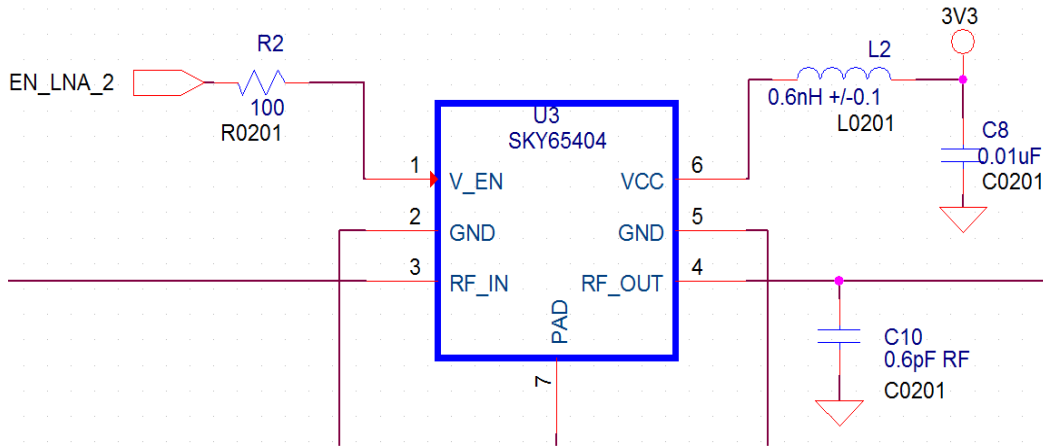 3V3
R2
L2
EN_LNA_2
100
0.6nH +/-0.1
R0201
L0201
U3
SKY65404
C8
0.01uF
C0201
1
V_EN
VCC
6
2
GND
GND
5
3
RF_IN
RF_OUT
4
PAD
7
C10
0.6pF RF
C0201